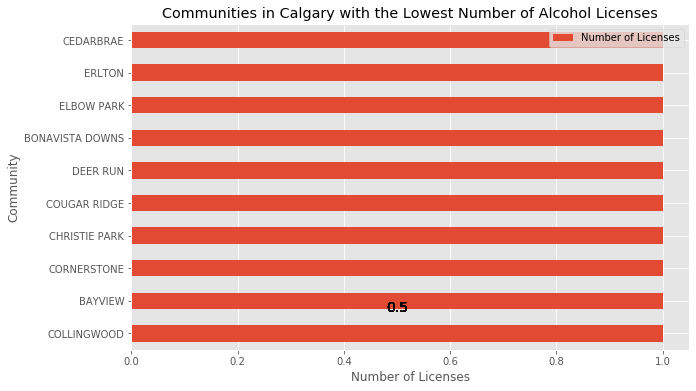 Communities in Calgary with the Lowest Number of Alcohol Licenses
Number of Licenses
CEDARBRAE
ERLTON
ELBOW PARK
BONAVISTA DOWNS
DEER RUN
COUGAR RIDGE
CHRISTIE PARK
CORNERSTONE
BAYVIEW
COLLINGWOOD
Community
0.5
0.0 0.2 0.4 0.6 0.8 1.0
Number of Licenses